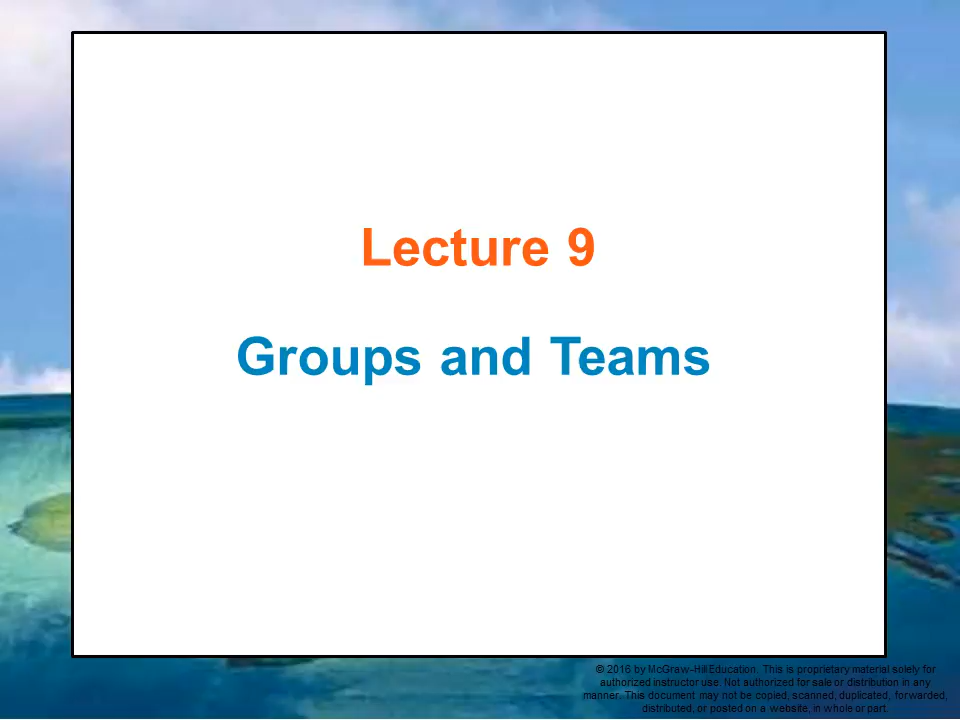 Lecture 9
Groups and Teams
© 2016 by McGraw-Hill Education. This is proprietary material solely for
authorized instructor use. Not authorized for sale or distribution in any
manner. This document may not be copied, scanned, duplicated, forwarded,
distributed, or posted on a website, in whole or part.